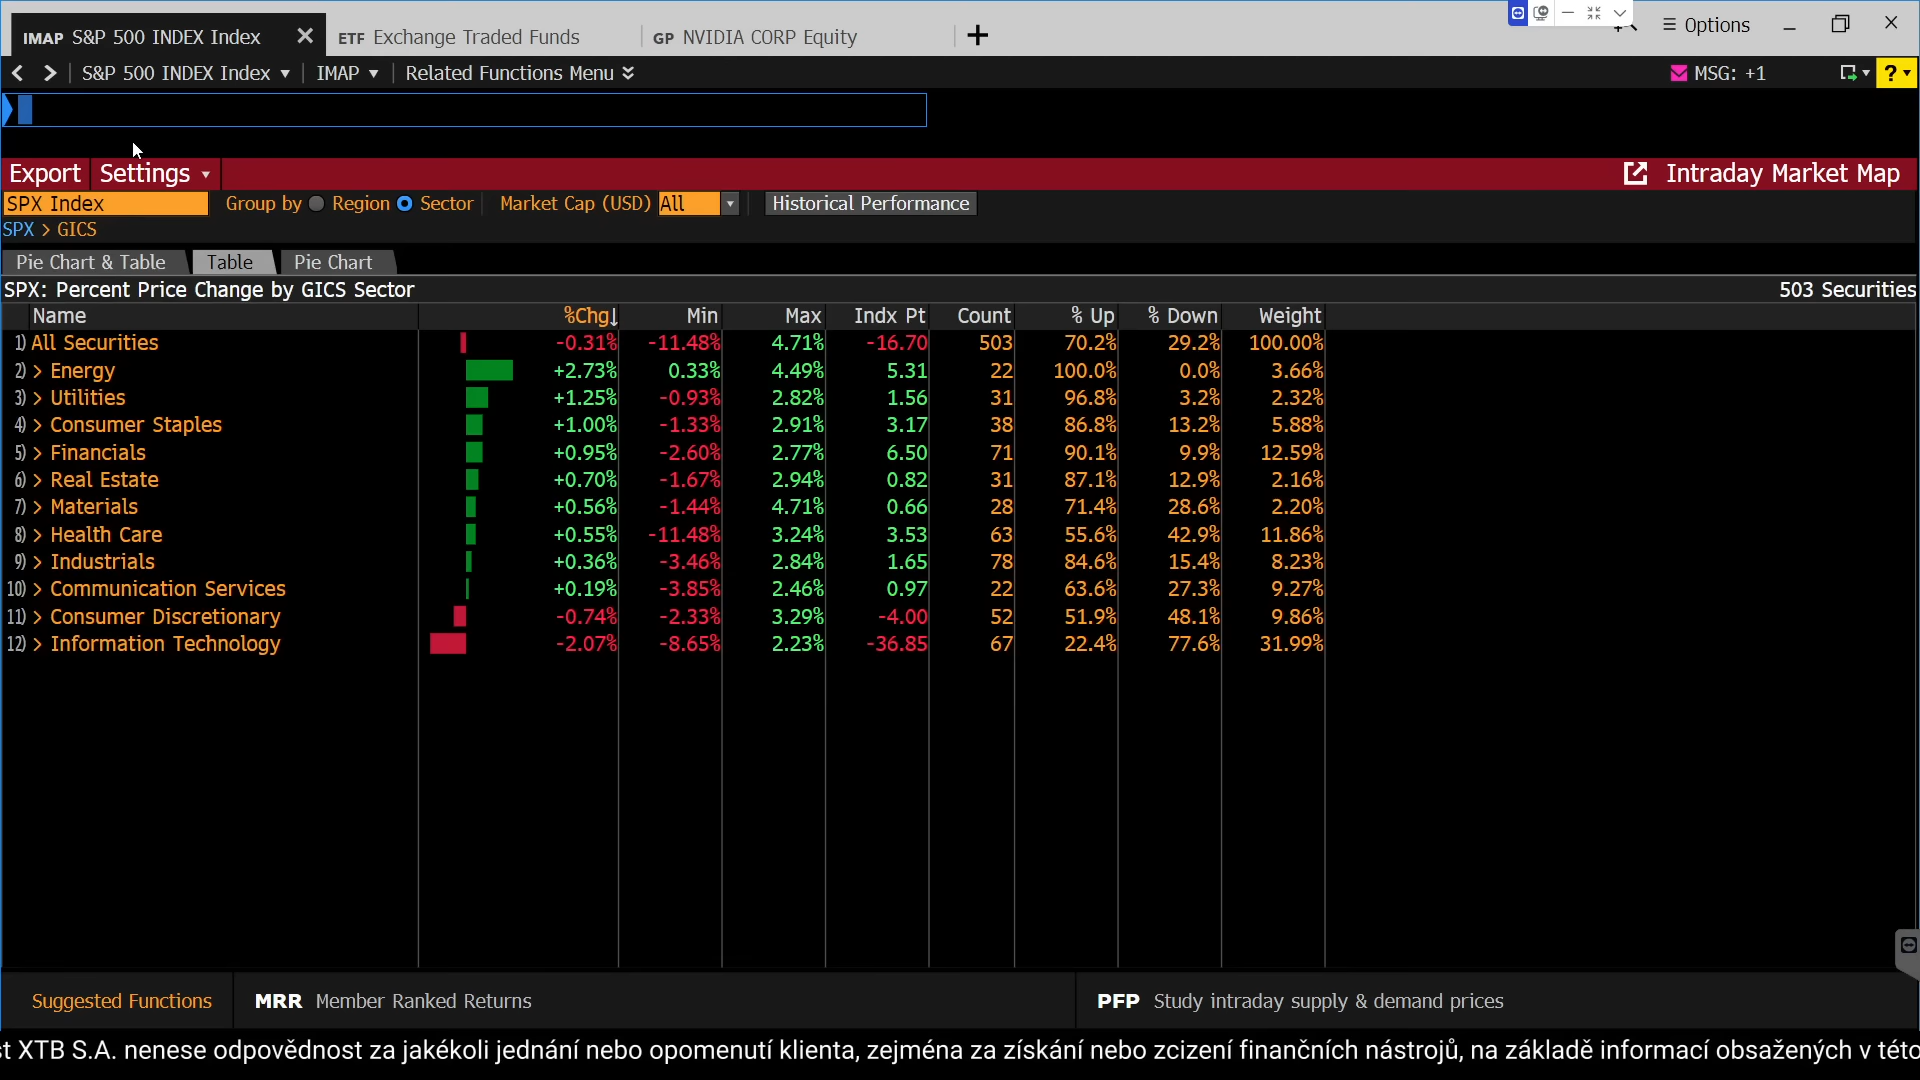 IMAP S&P 500 INDEX Index ETF Exchange Traded Funds GP NVIDIA CORP Equity
Options
S&P 500 INDEX Index IMAP Related Functions Menu MSG: +1 ?
Export Settings Intraday Market Map
SPX Index Group by Region Sector Market Cap (USD) All Historical Performance
SPX > GICS
Pie Chart & Table Table Pie Chart
SPX: Percent Price Change by GICS Sector 503 Securities
Name %Chg↓ Min Max Indx Pt Count % Up % Down Weight
1) All Securities -0.31% -11.48% 4.71% -16.70 503 70.2% 29.2% 100.00%
2) > Energy +2.73% 0.33% 4.49% 5.31 22 100.0% 0.0% 3.66%
3) > Utilities +1.25% -0.93% 2.82% 1.56 31 96.8% 3.2% 2.32%
4) > Consumer Staples +1.00% -1.33% 2.91% 3.17 38 86.8% 13.2% 5.88%
5) > Financials +0.95% -2.60% 2.77% 6.50 71 90.1% 9.9% 12.59%
6) > Real Estate +0.70% -1.67% 2.94% 0.82 31 87.1% 12.9% 2.16%
7) > Materials +0.56% -1.44% 4.71% 0.66 28 71.4% 28.6% 2.20%
8) > Health Care +0.55% -11.48% 3.24% 3.53 63 55.6% 42.9% 11.86%
9) > Industrials +0.36% -3.46% 2.84% 1.65 78 84.6% 15.4% 8.23%
10) > Communication Services +0.19% -3.85% 2.46% 0.97 22 63.6% 27.3% 9.27%
11) > Consumer Discretionary -0.74% -2.33% 3.29% -4.00 52 51.9% 48.1% 9.86%
12) > Information Technology -2.07% -8.65% 2.23% -36.85 67 22.4% 77.6% 31.99%
Suggested Functions MRR Member Ranked Returns PFP Study intraday supply & demand prices
t XTB S.A. nenese odpovědnost za jakékoli jednání nebo opomenutí klienta, zejména za získání nebo zcizení finančních nástrojů, na základě informací obsažených v této